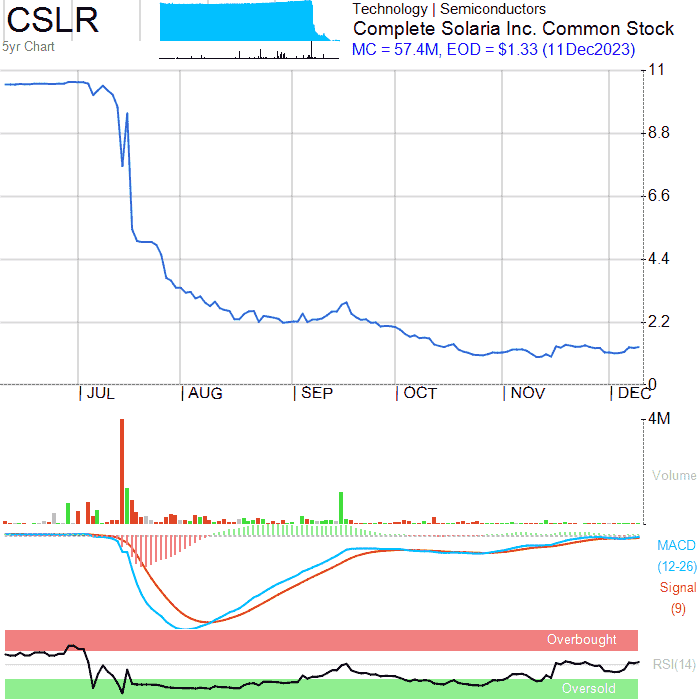 CSLR
5yr Chart
Technology | Semiconductors
Complete Solaria Inc. Common Stock
MC = 57.4M, EOD = $1.33 (11Dec2023)
11
8.8
6.6
4.4
2.2
0
| JUL | AUG | SEP | OCT | NOV | DEC
4M
Volume
MACD
(12-26)
Signal
(9)
Overbought
RSI(14)
Oversold